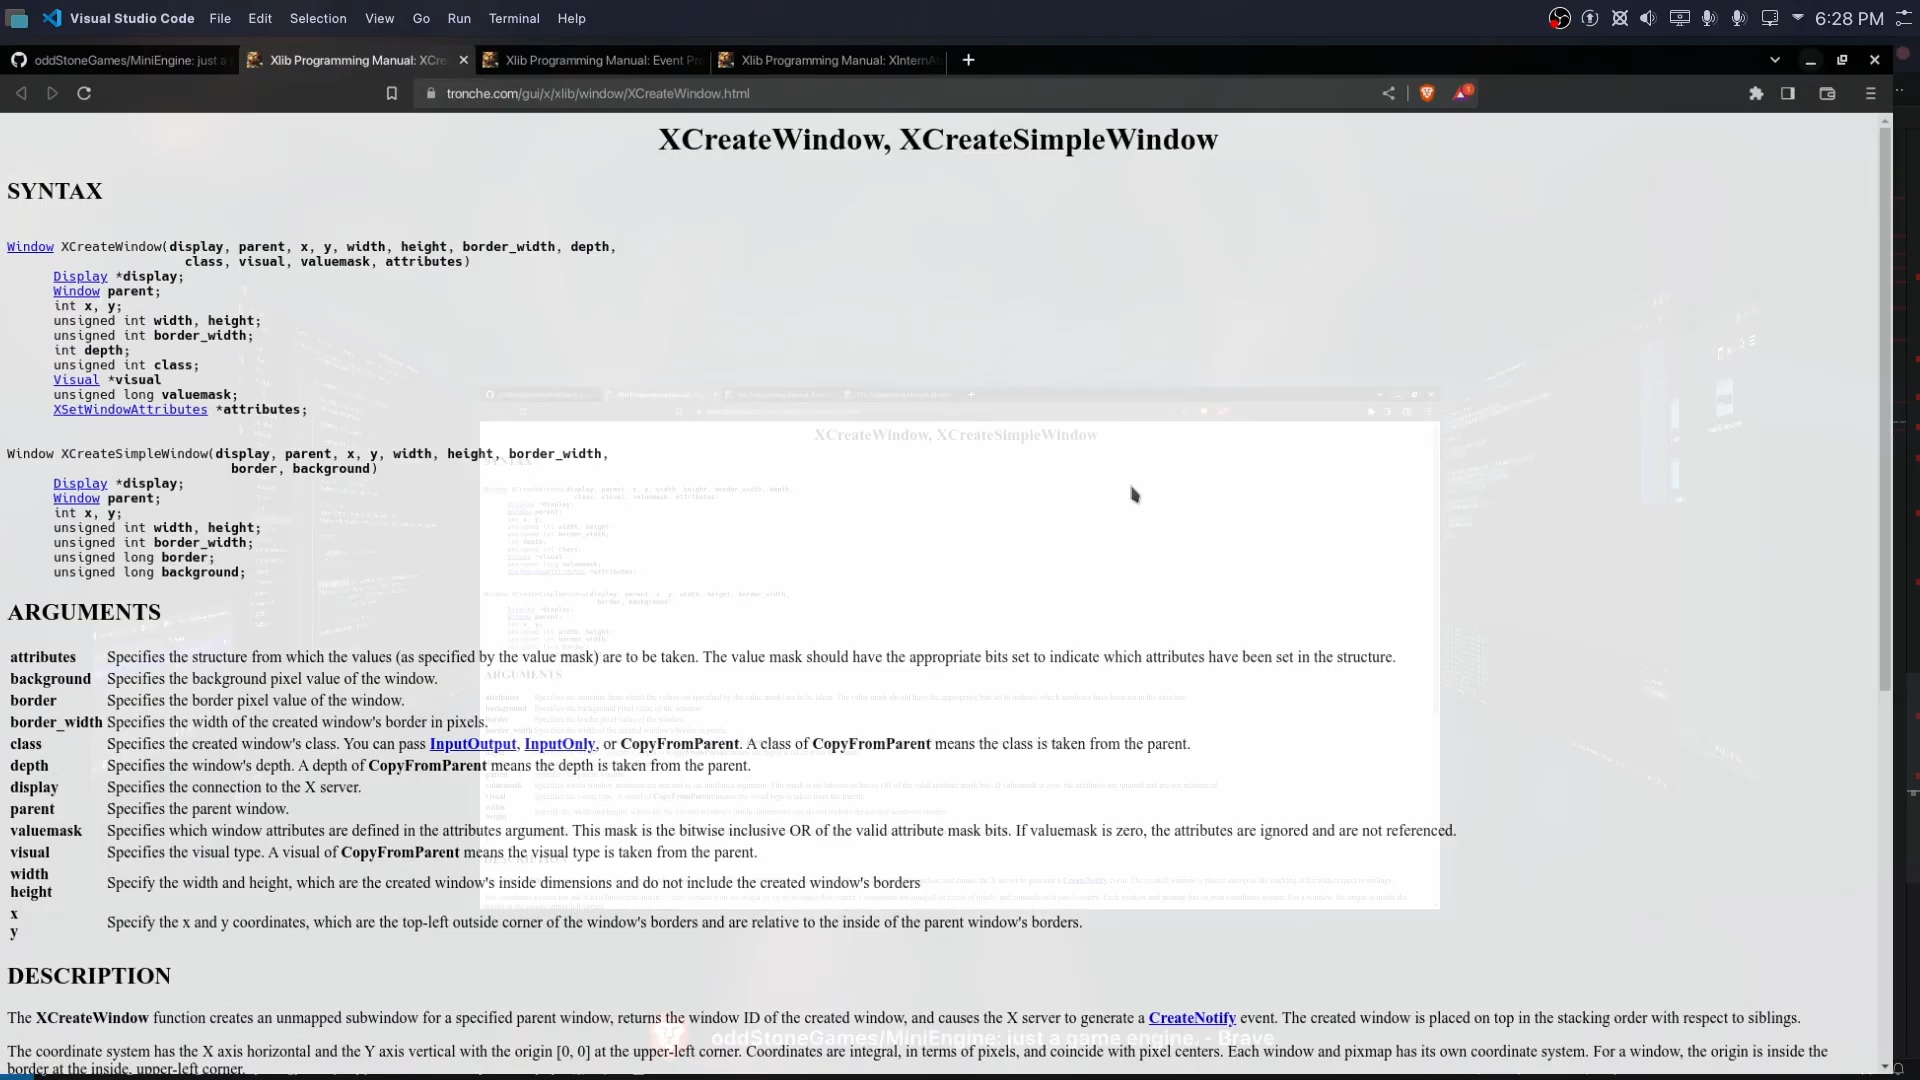 Visual Studio Code File Edit Selection View Go Run Terminal Help 6:28 PM
oddStoneGames/MiniEngine: just a Xlib Programming Manual: XCre Xlib Programming Manual: Event Pr Xlib Programming Manual: XInternA
tronche.com/gui/x/xlib/window/XCreateWindow.html
XCreateWindow, XCreateSimpleWindow
SYNTAX
Window XCreateWindow(display, parent, x, y, width, height, border_width, depth,
class, visual, valuemask, attributes)
Display *display;
Window parent;
int x, y;
unsigned int width, height;
unsigned int border_width;
int depth;
unsigned int class;
Visual *visual
unsigned long valuemask;
XSetWindowAttributes *attributes;
Window XCreateSimpleWindow(display, parent, x, y, width, height, border_width,
border, background)
Display *display;
Window parent;
int x, y;
unsigned int width, height;
unsigned int border_width;
unsigned long border;
unsigned long background;
ARGUMENTS
attributes Specifies the structure from which the values (as specified by the value mask) are to be taken. The value mask should have the appropriate bits set to indicate which attributes have been set in the structure.
background Specifies the background pixel value of the window.
border Specifies the border pixel value of the window.
border_width Specifies the width of the created window's border in pixels.
class Specifies the created window's class. You can pass InputOutput, InputOnly, or CopyFromParent. A class of CopyFromParent means the class is taken from the parent.
depth Specifies the window's depth. A depth of CopyFromParent means the depth is taken from the parent.
display Specifies the connection to the X server.
parent Specifies the parent window.
valuemask Specifies which window attributes are defined in the attributes argument. This mask is the bitwise inclusive OR of the valid attribute mask bits. If valuemask is zero, the attributes are ignored and are not referenced.
visual Specifies the visual type. A visual of CopyFromParent means the visual type is taken from the parent.
width
height Specify the width and height, which are the created window's inside dimensions and do not include the created window's borders
x
y Specify the x and y coordinates, which are the top-left outside corner of the window's borders and are relative to the inside of the parent window's borders.
DESCRIPTION
The XCreateWindow function creates an unmapped subwindow for a specified parent window, returns the window ID of the created window, and causes the X server to generate a CreateNotify event. The created window is placed on top in the stacking order with respect to siblings.
oddStoneGames/MiniEngine: just a game engine. - Brave
The coordinate system has the X axis horizontal and the Y axis vertical with the origin [0, 0] at the upper-left corner. Coordinates are integral, in terms of pixels, and coincide with pixel centers. Each window and pixmap has its own coordinate system. For a window, the origin is inside the
border at the inside, upper-left corner.
XCreateWindow, XCreateSimpleWindow